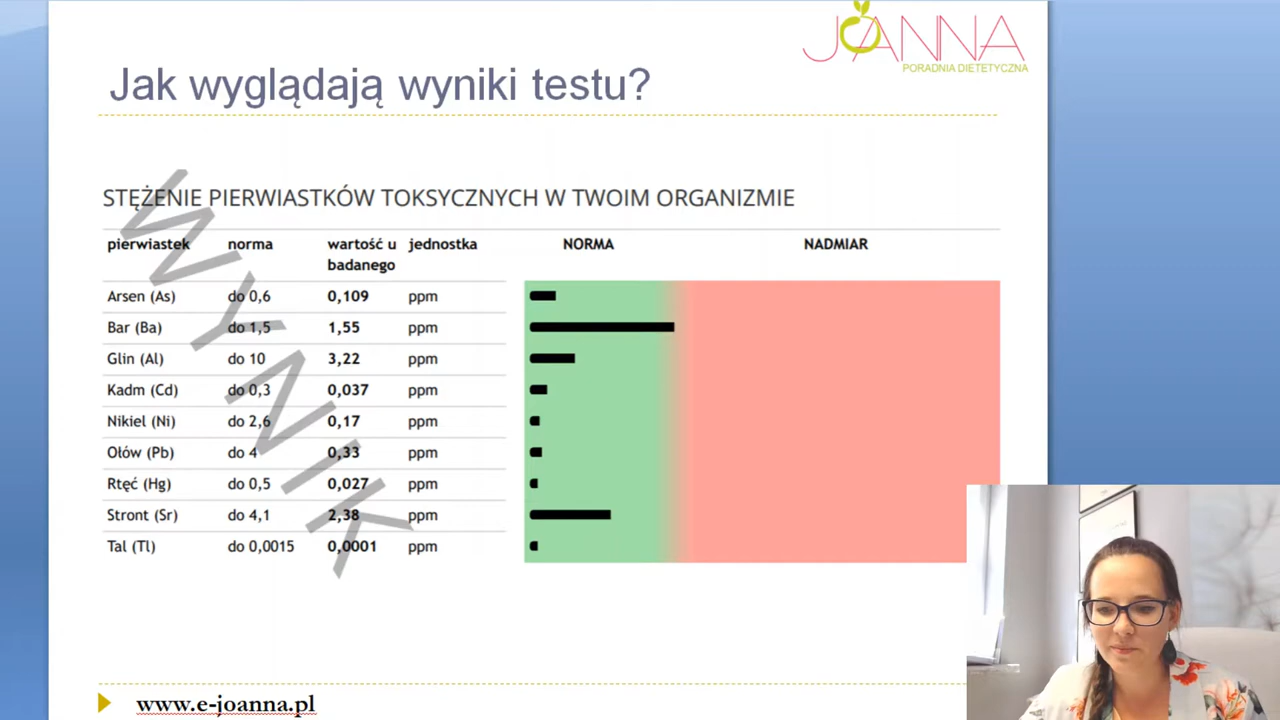 JOANNA
PORADNIA DIETETYCZNA
Jak wyglądają wyniki testu?
STĘŻENIE PIERWIASTKÓW TOKSYCZNYCH W TWOIM ORGANIZMIE
pierwiastek norma wartość u badanego jednostka NORMA NADMIAR
Arsen (As) do 0,6 0,109 ppm
Bar (Ba) do 1,5 1,55 ppm
Glin (Al) do 10 3,22 ppm
Kadm (Cd) do 0,3 0,037 ppm
Nikiel (Ni) do 2,6 0,17 ppm
Ołów (Pb) do 4 0,33 ppm
Rtęć (Hg) do 0,5 0,027 ppm
Stront (Sr) do 4,1 2,38 ppm
Tal (Tl) do 0,0015 0,0001 ppm
WYNIK
www.e-joanna.pl